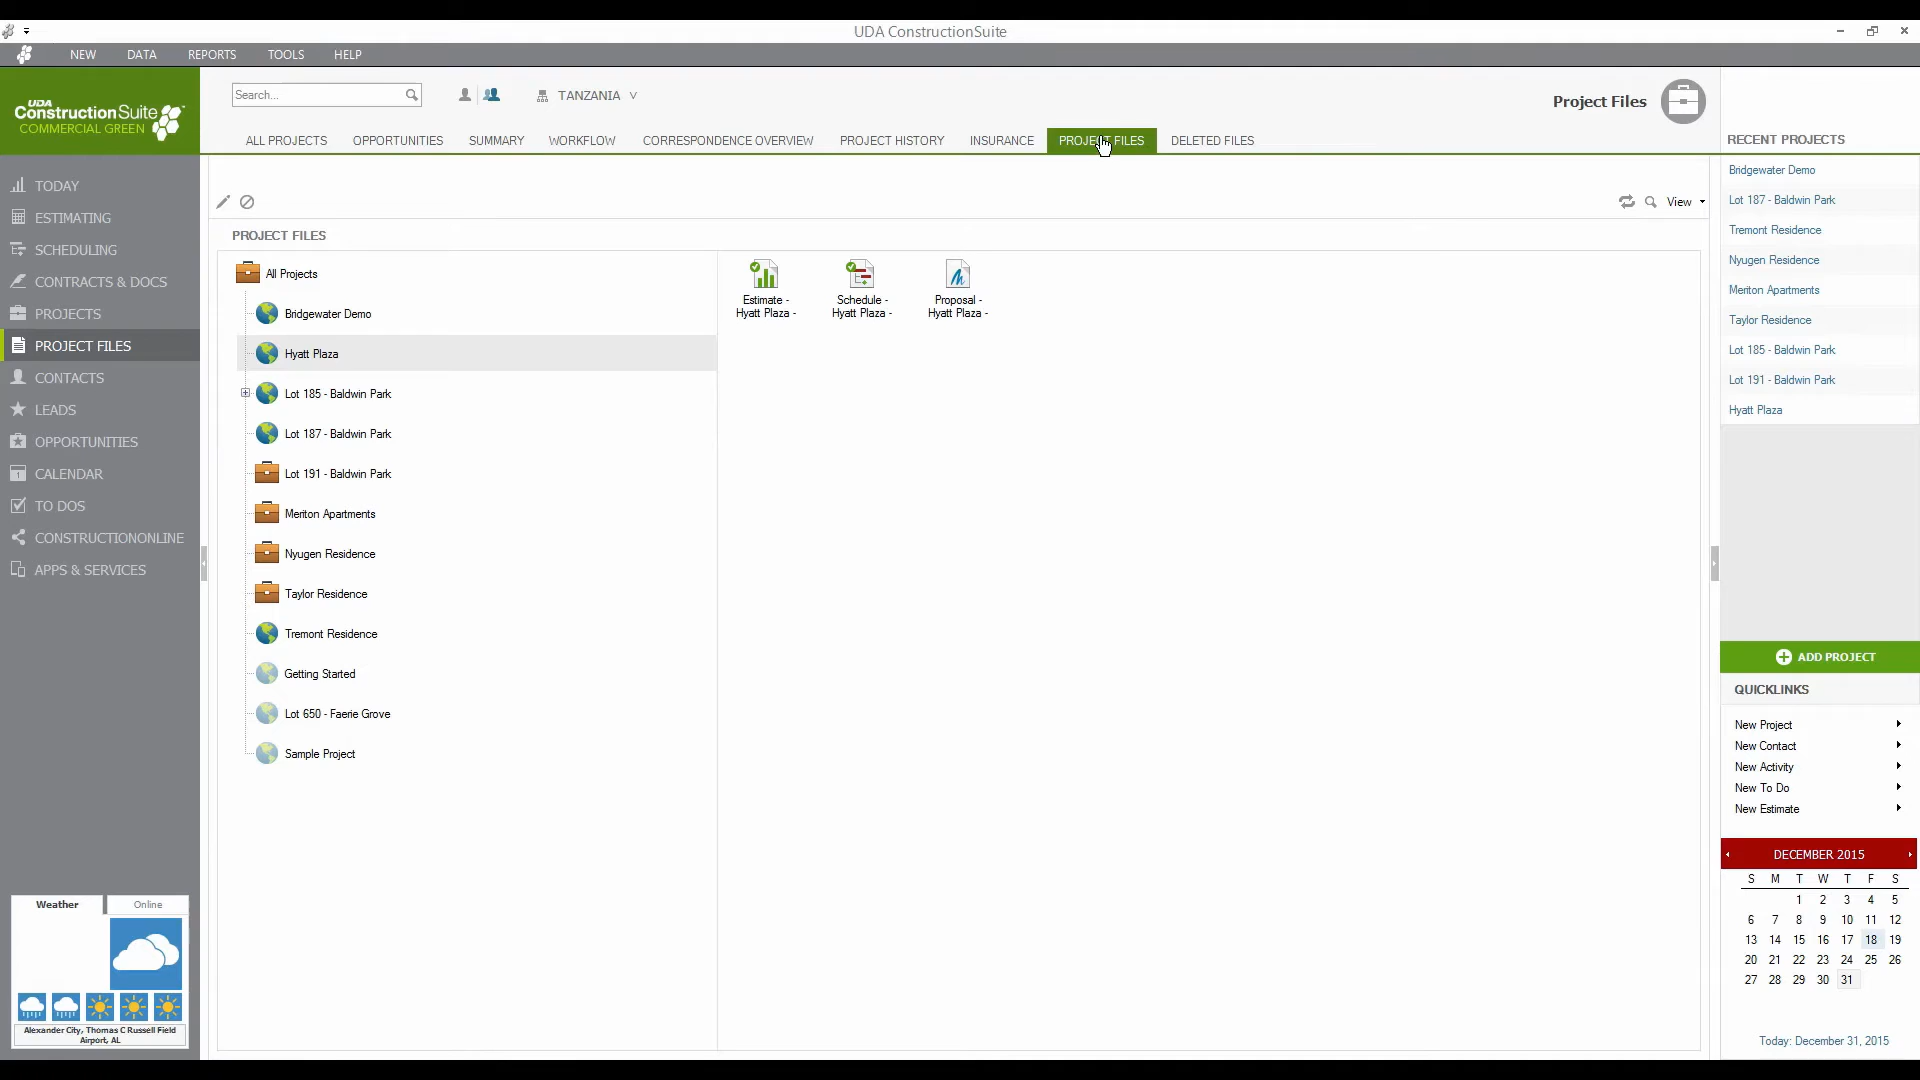 UDA ConstructionSuite
NEW DATA REPORTS TOOLS HELP
UDA
ConstructionSuite
COMMERCIAL GREEN
Search...
TANZANIA
Project Files
ALL PROJECTS OPPORTUNITIES SUMMARY WORKFLOW CORRESPONDENCE OVERVIEW PROJECT HISTORY INSURANCE PROJECT FILES DELETED FILES
TODAY
ESTIMATING
SCHEDULING
CONTRACTS & DOCS
PROJECTS
PROJECT FILES
CONTACTS
LEADS
OPPORTUNITIES
CALENDAR
TO DOS
CONSTRUCTIONONLINE
APPS & SERVICES
Weather Online
Alexander City, Thomas C Russell Field
Airport, AL
View
PROJECT FILES
All Projects
Bridgewater Demo
Hyatt Plaza
Lot 185 - Baldwin Park
Lot 187 - Baldwin Park
Lot 191 - Baldwin Park
Meriton Apartments
Nyugen Residence
Taylor Residence
Tremont Residence
Getting Started
Lot 650 - Faerie Grove
Sample Project
Estimate -
Hyatt Plaza -
Schedule -
Hyatt Plaza -
Proposal -
Hyatt Plaza -
RECENT PROJECTS
Bridgewater Demo
Lot 187 - Baldwin Park
Tremont Residence
Nyugen Residence
Meriton Apartments
Taylor Residence
Lot 185 - Baldwin Park
Lot 191 - Baldwin Park
Hyatt Plaza
ADD PROJECT
QUICKLINKS
New Project
New Contact
New Activity
New To Do
New Estimate
DECEMBER 2015
S M T W T F S
1 2 3 4 5
6 7 8 9 10 11 12
13 14 15 16 17 18 19
20 21 22 23 24 25 26
27 28 29 30 31
Today: December 31, 2015